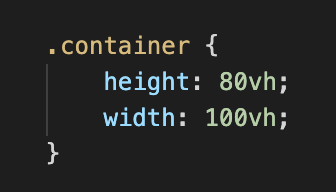 .container {
    height: 80vh;
    width: 100vh;
}